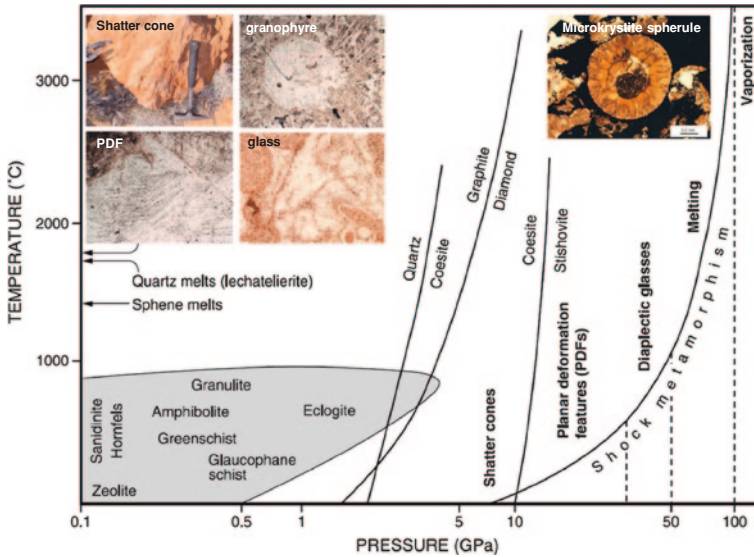 Shatter cone
granophyre
Microkrystite spherule
PDF
glass
TEMPERATURE (°C)
3000
2000
1000
Quartz melts (lechatelierite)
Sphene melts
Granulite
Amphibolite
Eclogite
Greenschist
Glaucophane
schist
Sanidinite
Hornfels
Zeolite
Quartz
Coesite
Graphite
Diamond
Coesite
Stishovite
Shatter cones
Planar deformation
features (PDFs)
Diaplectic glasses
Melting
Vaporization
Shock metamorphism
0.1
0.5
1
5
10
50
100
PRESSURE (GPa)